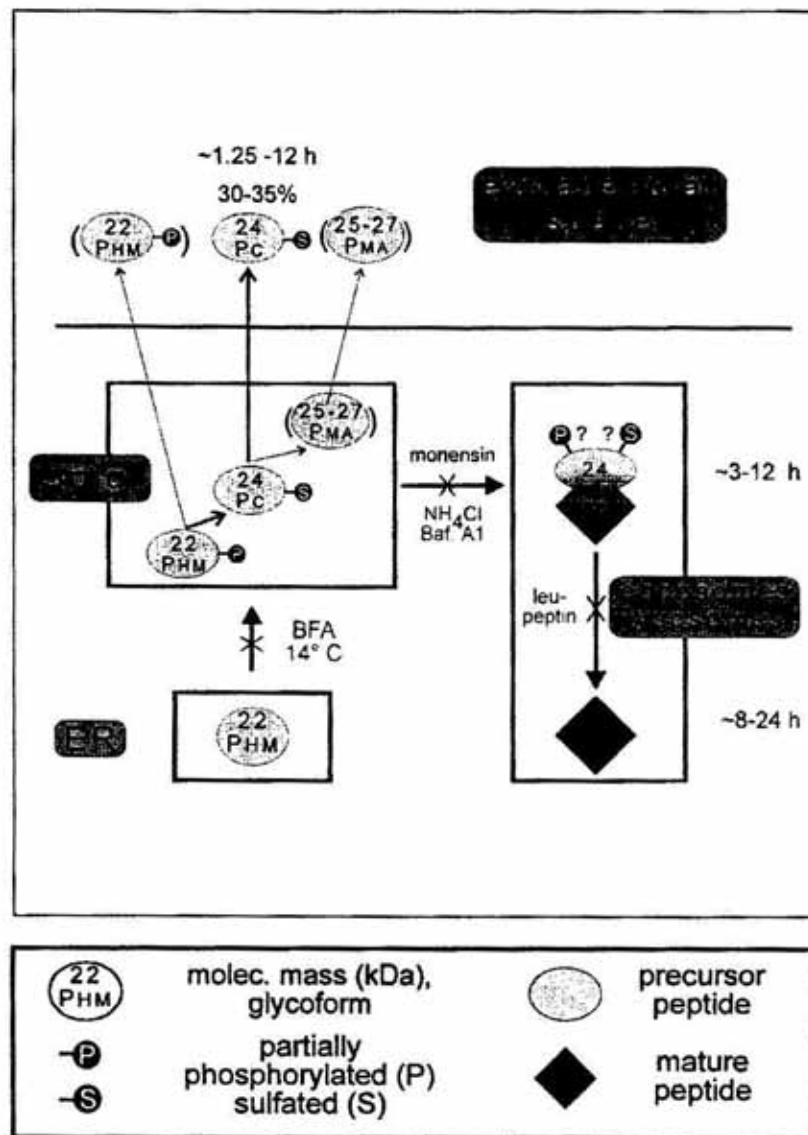 ~1.25 -12 h
30-35%
(22 PHM -P)
24 PC -S
(25-27 PMA)
(25-27 PMA)
monensin
NH4Cl
Baf. A1
24 PC -S
22 PHM -P
P ? ? S
24
~3-12 h
leu-
peptin
BFA
14° C
ER
22
PHM
~8-24 h
22
PHM
molec. mass (kDa),
glycoform
precursor
peptide
P
partially
phosphorylated (P)
S
sulfated (S)
mature
peptide